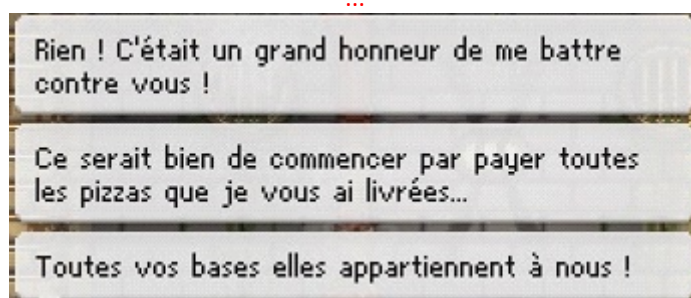 ...
Rien ! C'était un grand honneur de me battre
contre vous !
Ce serait bien de commencer par payer toutes
les pizzas que je vous ai livrées...
Toutes vos bases elles appartiennent à nous !